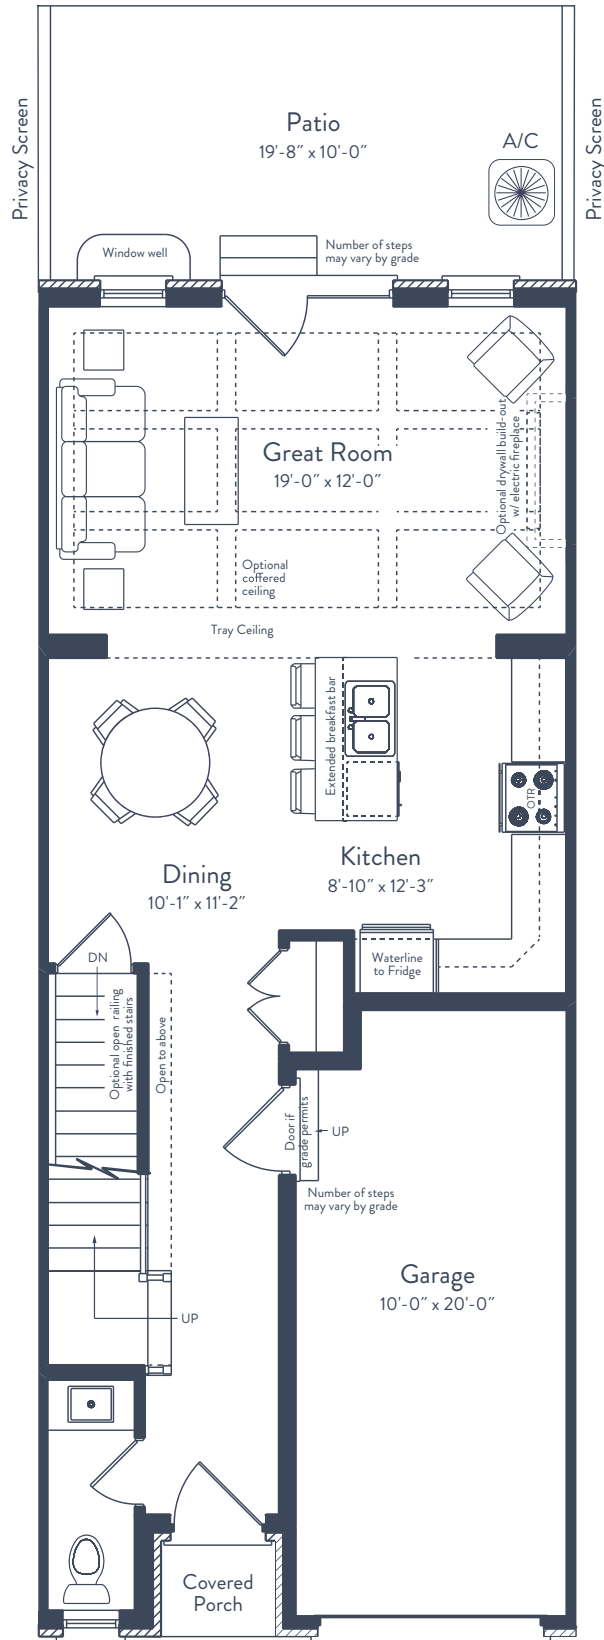 Privacy Screen
Patio
19'-8″ x 10'-0″
A/C
Privacy Screen
Window well
Number of steps
may vary by grade
Great Room
19'-0″ x 12'-0″
Optional drywall build-out
w/ electric fireplace
Optional
coffered
ceiling
Tray Ceiling
Extended breakfast bar
OTR
Kitchen
8'-10″ x 12'-3″
Dining
10'-1″ x 11'-2″
DN
Waterline
to Fridge
Optional open railing
with finished stairs
Open to above
Door if
grade permits
UP
Number of steps
may vary by grade
Garage
10'-0″ x 20'-0″
UP
Covered
Porch